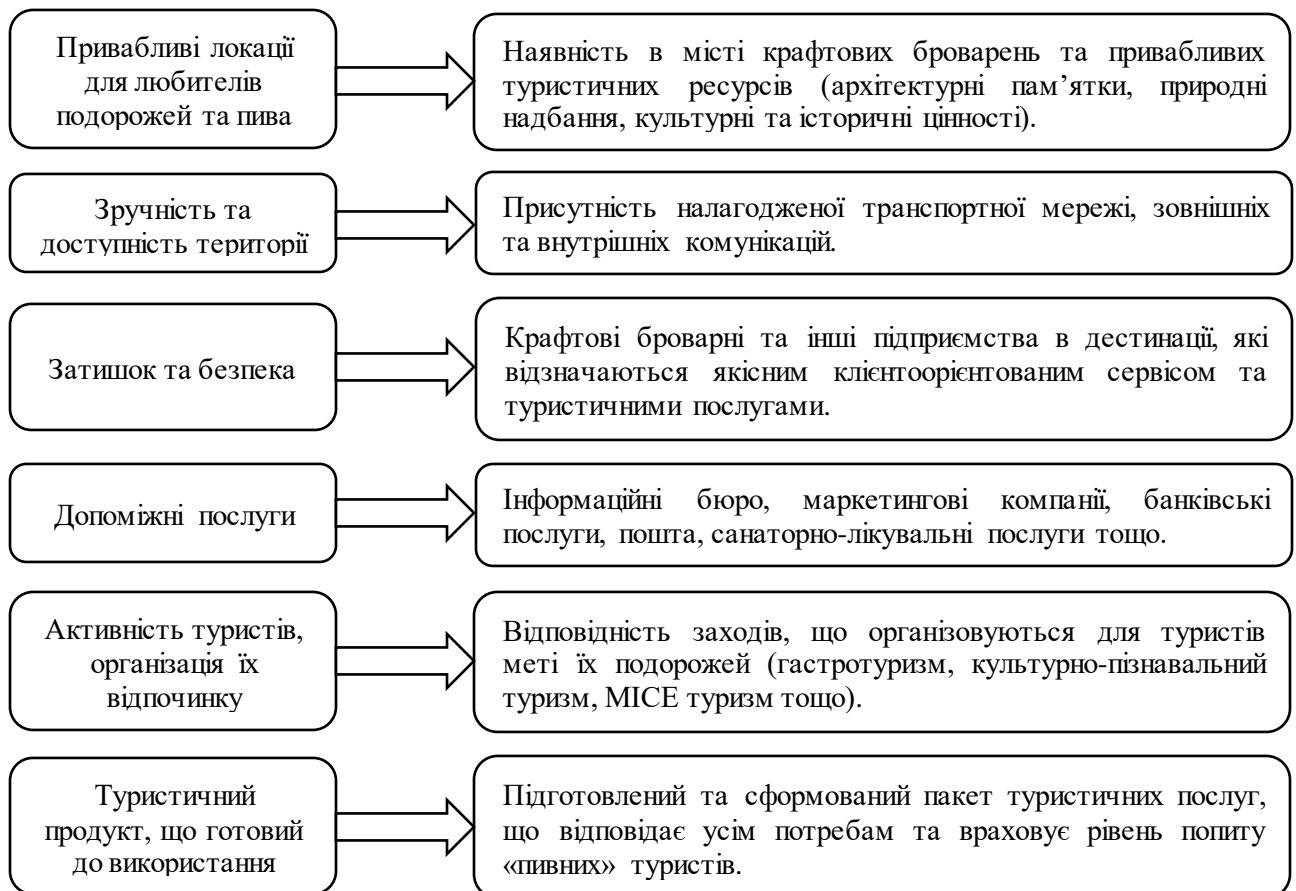 Привабливі локації
для любителів
подорожей та пива
Наявність в місті крафтових броварень та привабливих
туристичних ресурсів (архітектурні пам’ятки, природні
надбання, культурні та історичні цінності).
Зручність та
доступність території
Присутність налагодженої транспортної мережі, зовнішніх
та внутрішніх комунікацій.
Затишок та безпека
Крафтові броварні та інші підприємства в дестинації, які
відзначаються якісним клієнтоорієнтованим сервісом та
туристичними послугами.
Допоміжні послуги
Інформаційні бюро, маркетингові компанії, банківські
послуги, пошта, санаторно-лікувальні послуги тощо.
Активність туристів,
організація їх
відпочинку
Відповідність заходів, що організовуються для туристів
меті їх подорожей (гастротуризм, культурно-пізнавальний
туризм, MICE туризм тощо).
Туристичний
продукт, що готовий
до використання
Підготовлений та сформований пакет туристичних послуг,
що відповідає усім потребам та враховує рівень попиту
«пивних» туристів.